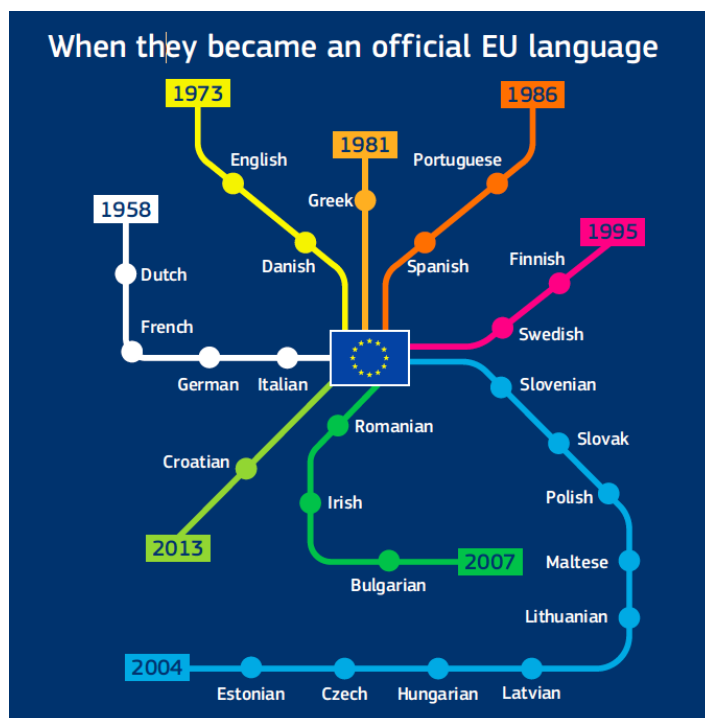 When they became an official EU language
1973
1986
1981
English
Portuguese
Greek
1958
1995
Danish
Spanish
Finnish
Dutch
French
Swedish
German
Italian
Slovenian
Romanian
Slovak
Croatian
Polish
Irish
2013
2007
Maltese
Bulgarian
Lithuanian
2004
Estonian
Czech
Hungarian
Latvian